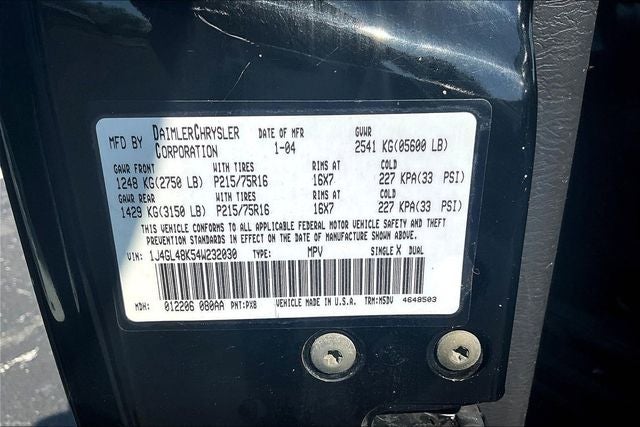 MFD BY DAIMLERCHRYSLER CORPORATION DATE OF MFR 1-04 GVWR 2541 KG(05600 LB)
GAWR FRONT WITH TIRES RIMS AT COLD
1248 KG(2750 LB) P215/75R16 16X7 227 KPA(33 PSI)
GAWR REAR WITH TIRES RIMS AT COLD
1429 KG(3150 LB) P215/75R16 16X7 227 KPA(33 PSI)
THIS VEHICLE CONFORMS TO ALL APPLICABLE FEDERAL MOTOR VEHICLE SAFETY AND THEFT
PREVENTION STANDARDS IN EFFECT ON THE DATE OF MANUFACTURE SHOWN ABOVE.
VIN: 1J4GL48K54W232030 TYPE: MPV SINGLE X DUAL
MDH: 012206 080AA PNT:PXB VEHICLE MADE IN U.S.A. TRM:MSDV 4648503